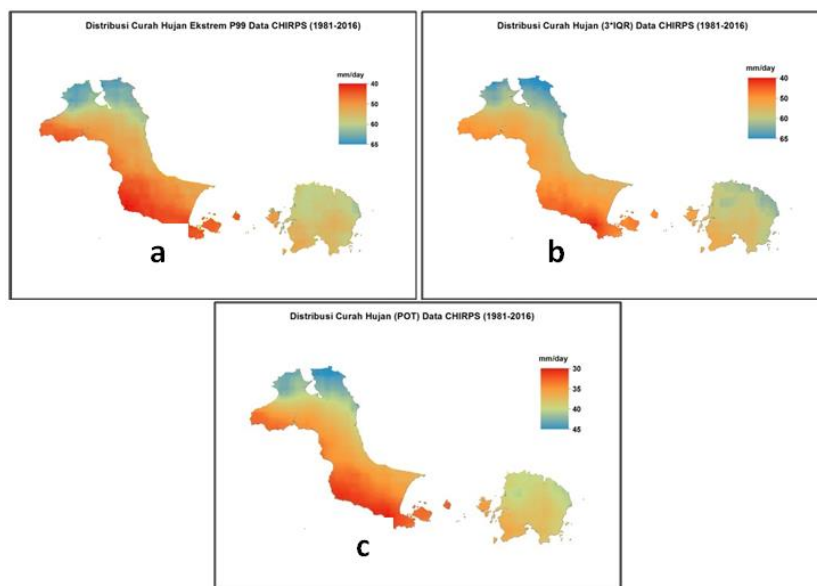 Distribusi Curah Hujan Ekstrem P99 Data CHIRPS (1981-2016)
mm/day
40
50
60
65
a
Distribusi Curah Hujan (3*IQR) Data CHIRPS (1981-2016)
mm/day
40
50
60
65
b
Distribusi Curah Hujan (POT) Data CHIRPS (1981-2016)
mm/day
30
35
40
45
c